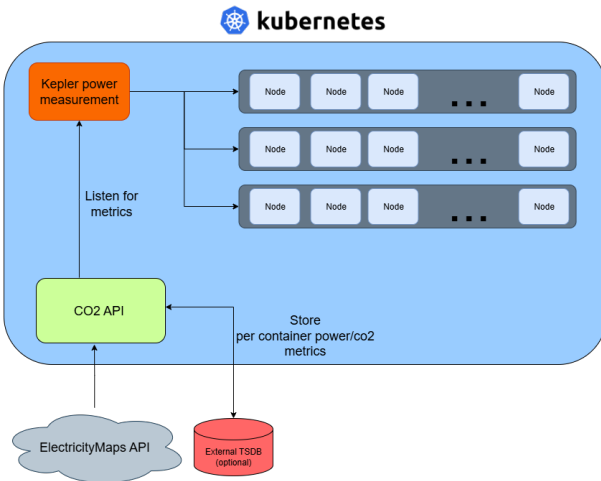 kubernetes
Kepler power
measurement
Node
Node
Node
...
Node
Node
Node
Node
...
Node
Node
Node
Node
...
Node
Listen for
metrics
CO2 API
Store
per container power/co2
metrics
ElectricityMaps API
External TSDB
(optional)